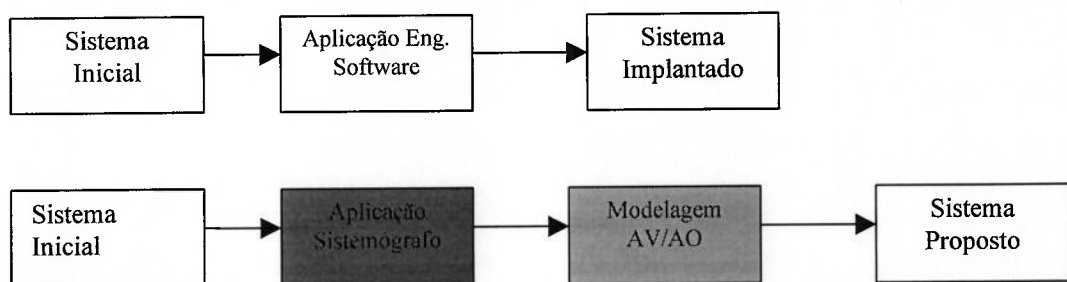 Sistema
Inicial
Aplicação Eng.
Software
Sistema
Implantado
Sistema
Inicial
Aplicação
Sistemógrafo
Modelagem
AV/AO
Sistema
Proposto